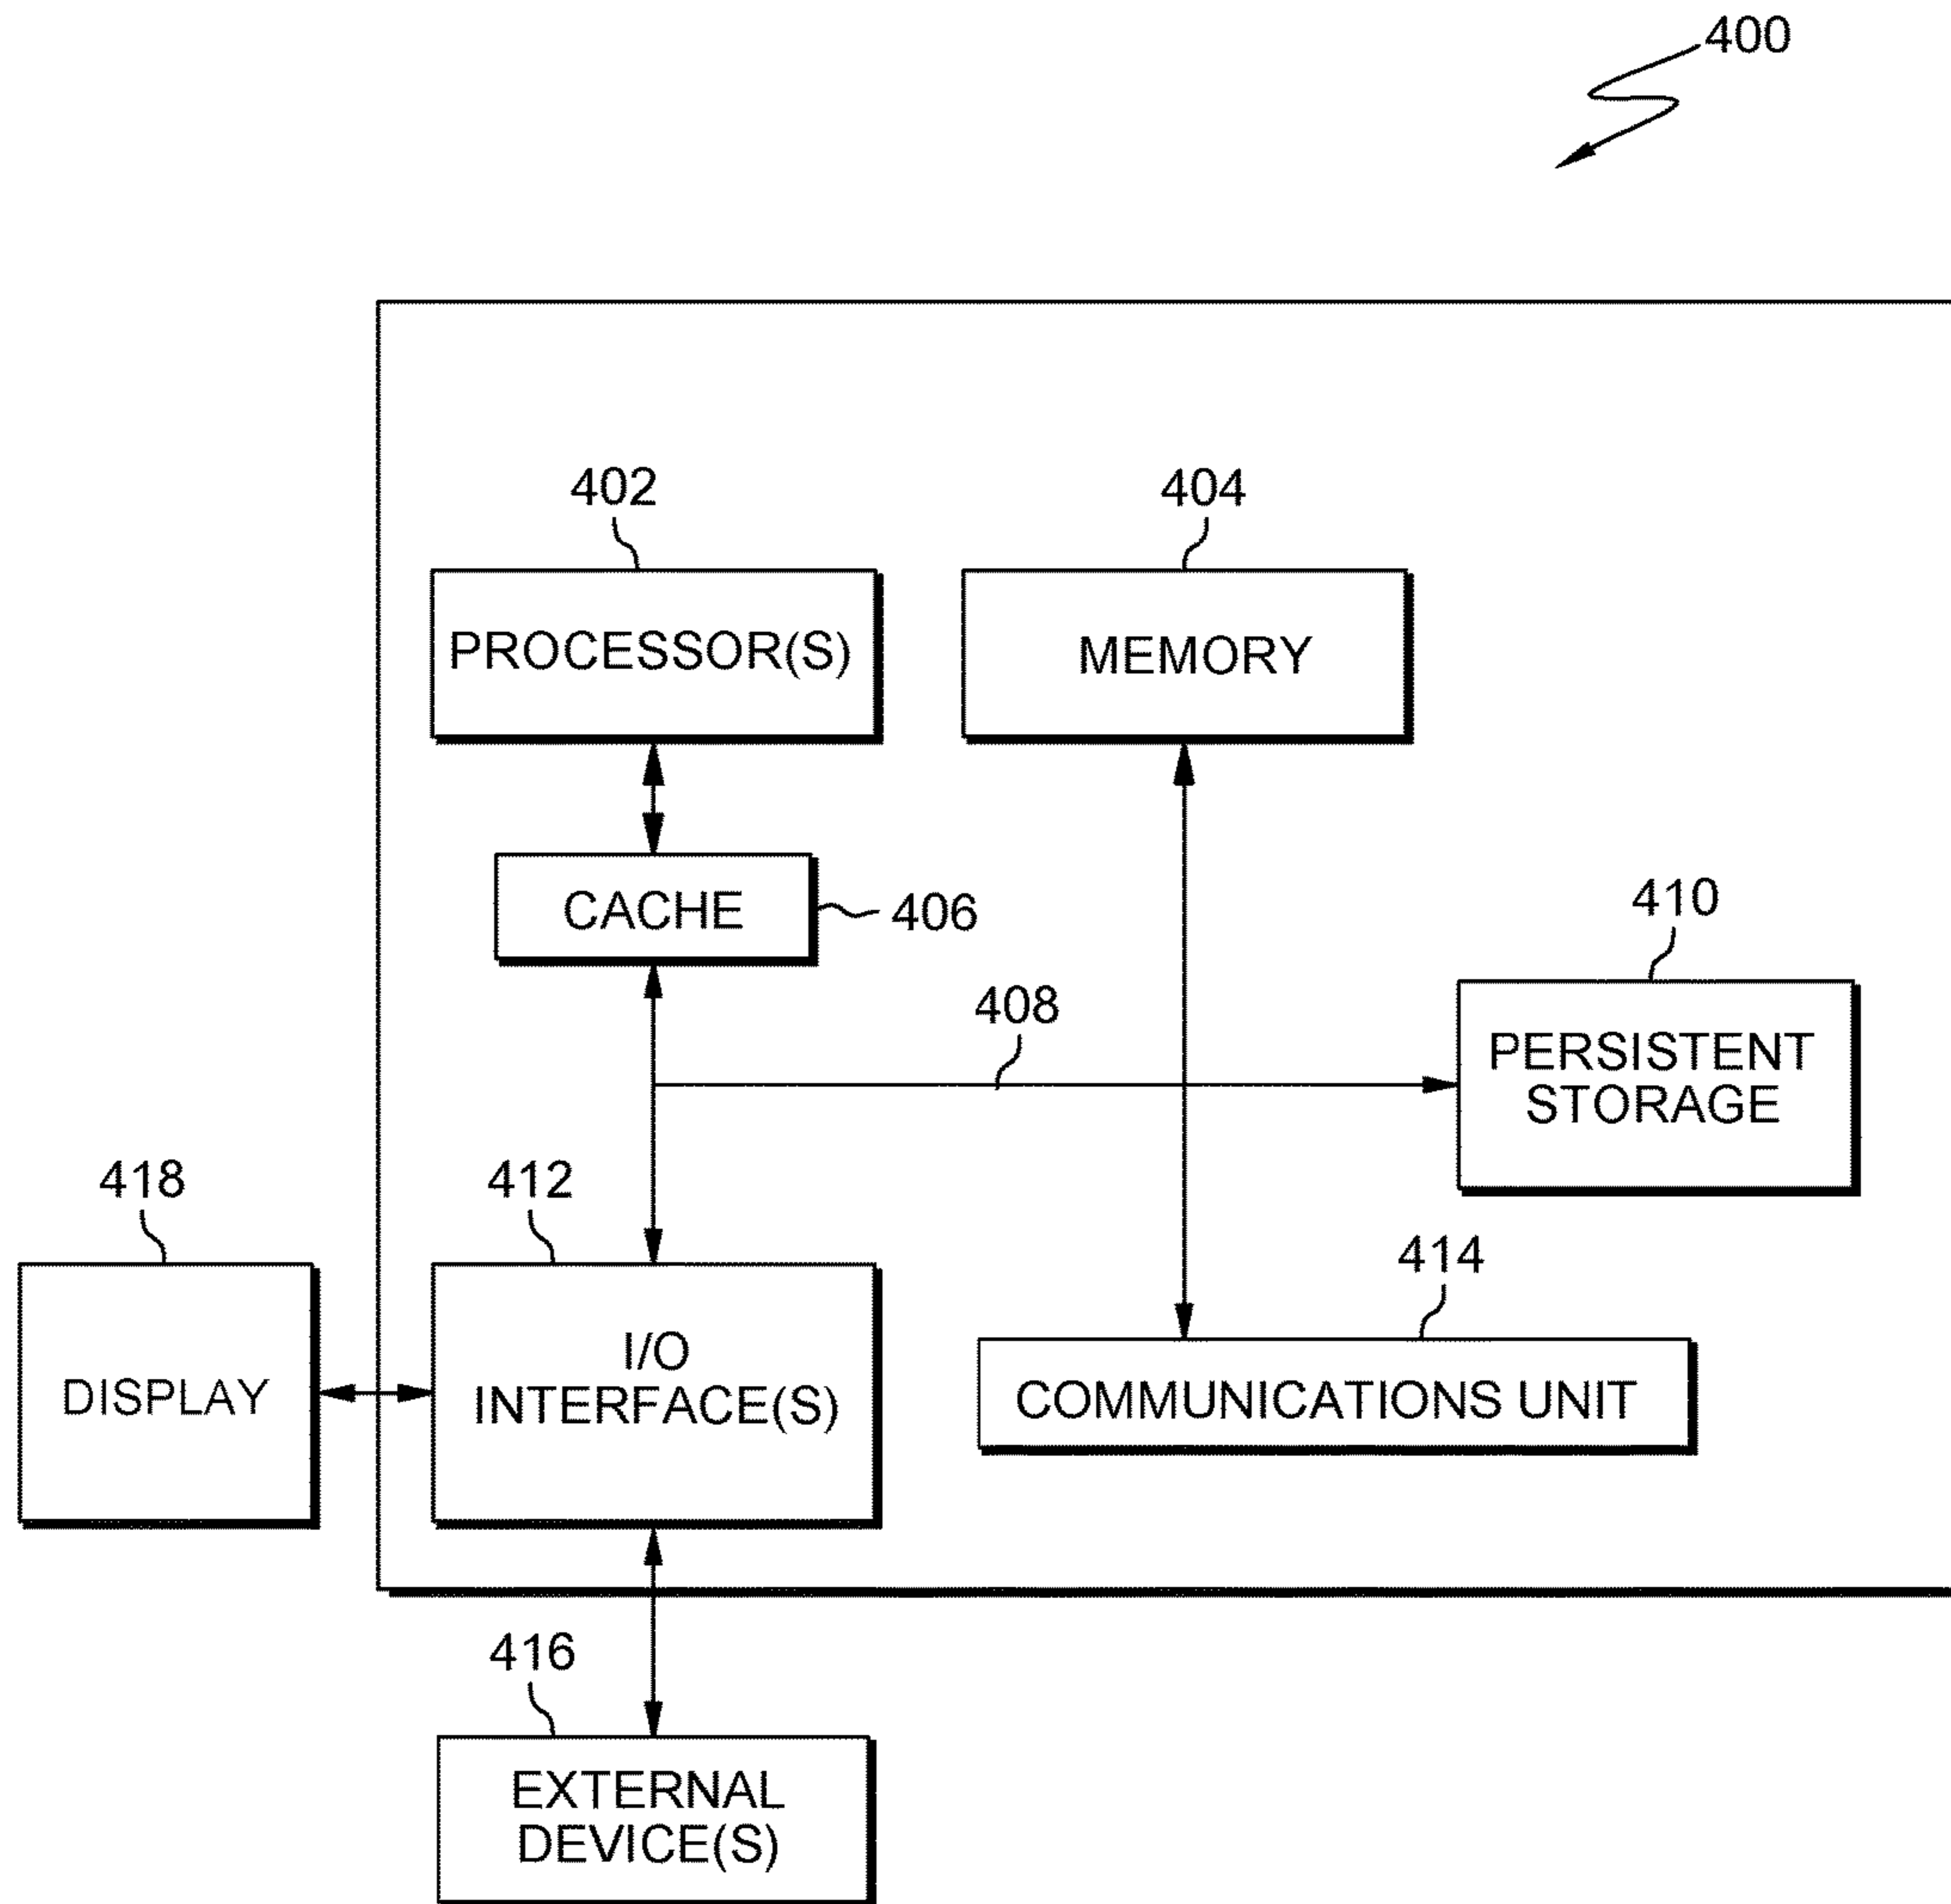 400
402
404
PROCESSOR(S)
MEMORY
CACHE
406
410
408
PERSISTENT
STORAGE
418
412
414
I/O
INTERFACE(S)
DISPLAY
COMMUNICATIONS UNIT
416
EXTERNAL
DEVICE(S)